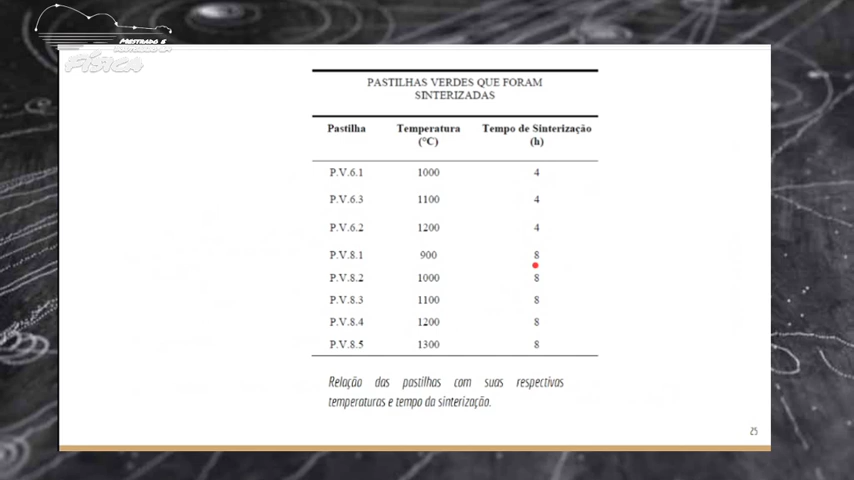 MESTRADO E
FÍSICA
PASTILHAS VERDES QUE FORAM
SINTERIZADAS
Pastilha Temperatura Tempo de Sinterização
(°C) (h)
P.V.6.1 1000 4
P.V.6.3 1100 4
P.V.6.2 1200 4
P.V.8.1 900 8
P.V.8.2 1000 8
P.V.8.3 1100 8
P.V.8.4 1200 8
P.V.8.5 1300 8
Relação das pastilhas com suas respectivas
temperaturas e tempo da sinterização.
25